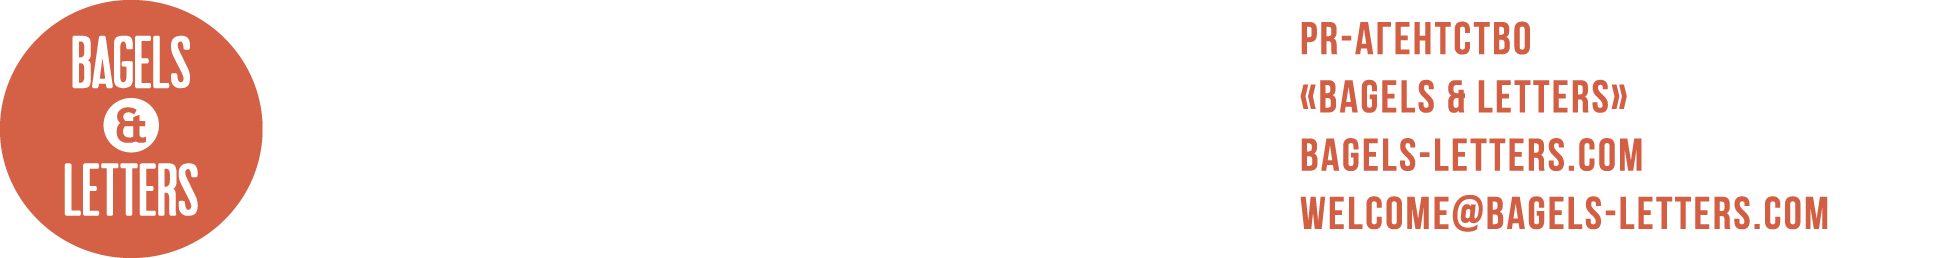 BAGELS
&
LETTERS
PR-АГЕНТСТВО
«BAGELS & LETTERS»
BAGELS-LETTERS.COM
WELCOME@BAGELS-LETTERS.COM